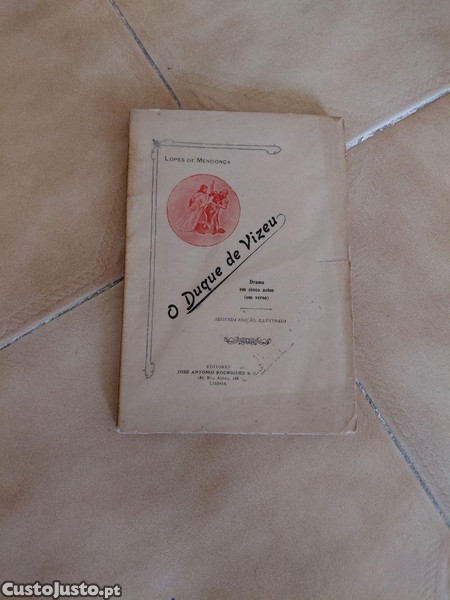 LOPES DE MENDONÇA
O Duque de Vizeu
Drama
em cinco actos
(em verso)
SEGUNDA EDIÇÃO, ILLUSTRADA
EDITORES
JOSÉ ANTONIO RODRIGUES & C.
LISBOA
CustoJusto.pt